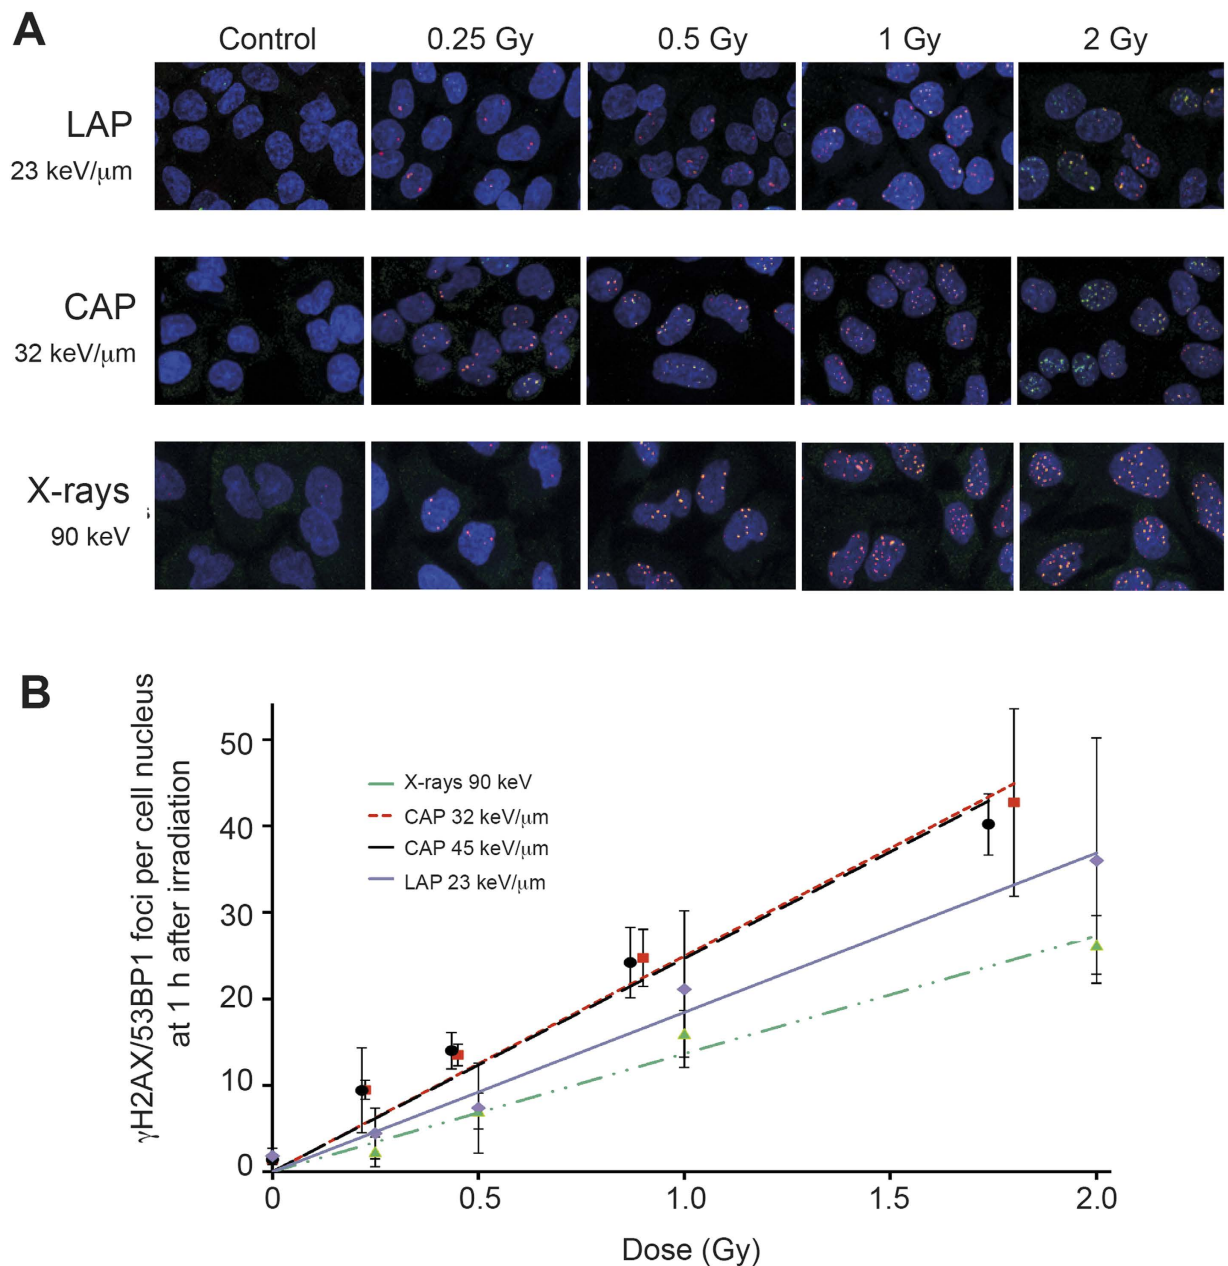 A
Control 0.25 Gy 0.5 Gy 1 Gy 2 Gy
LAP
23 keV/μm
CAP
32 keV/μm
X-rays
90 keV
B
γH2AX/53BP1 foci per cell nucleus
at 1 h after irradiation
50
40
30
20
10
0
X-rays 90 keV
CAP 32 keV/μm
CAP 45 keV/μm
LAP 23 keV/μm
0 0.5 1.0 1.5 2.0
Dose (Gy)